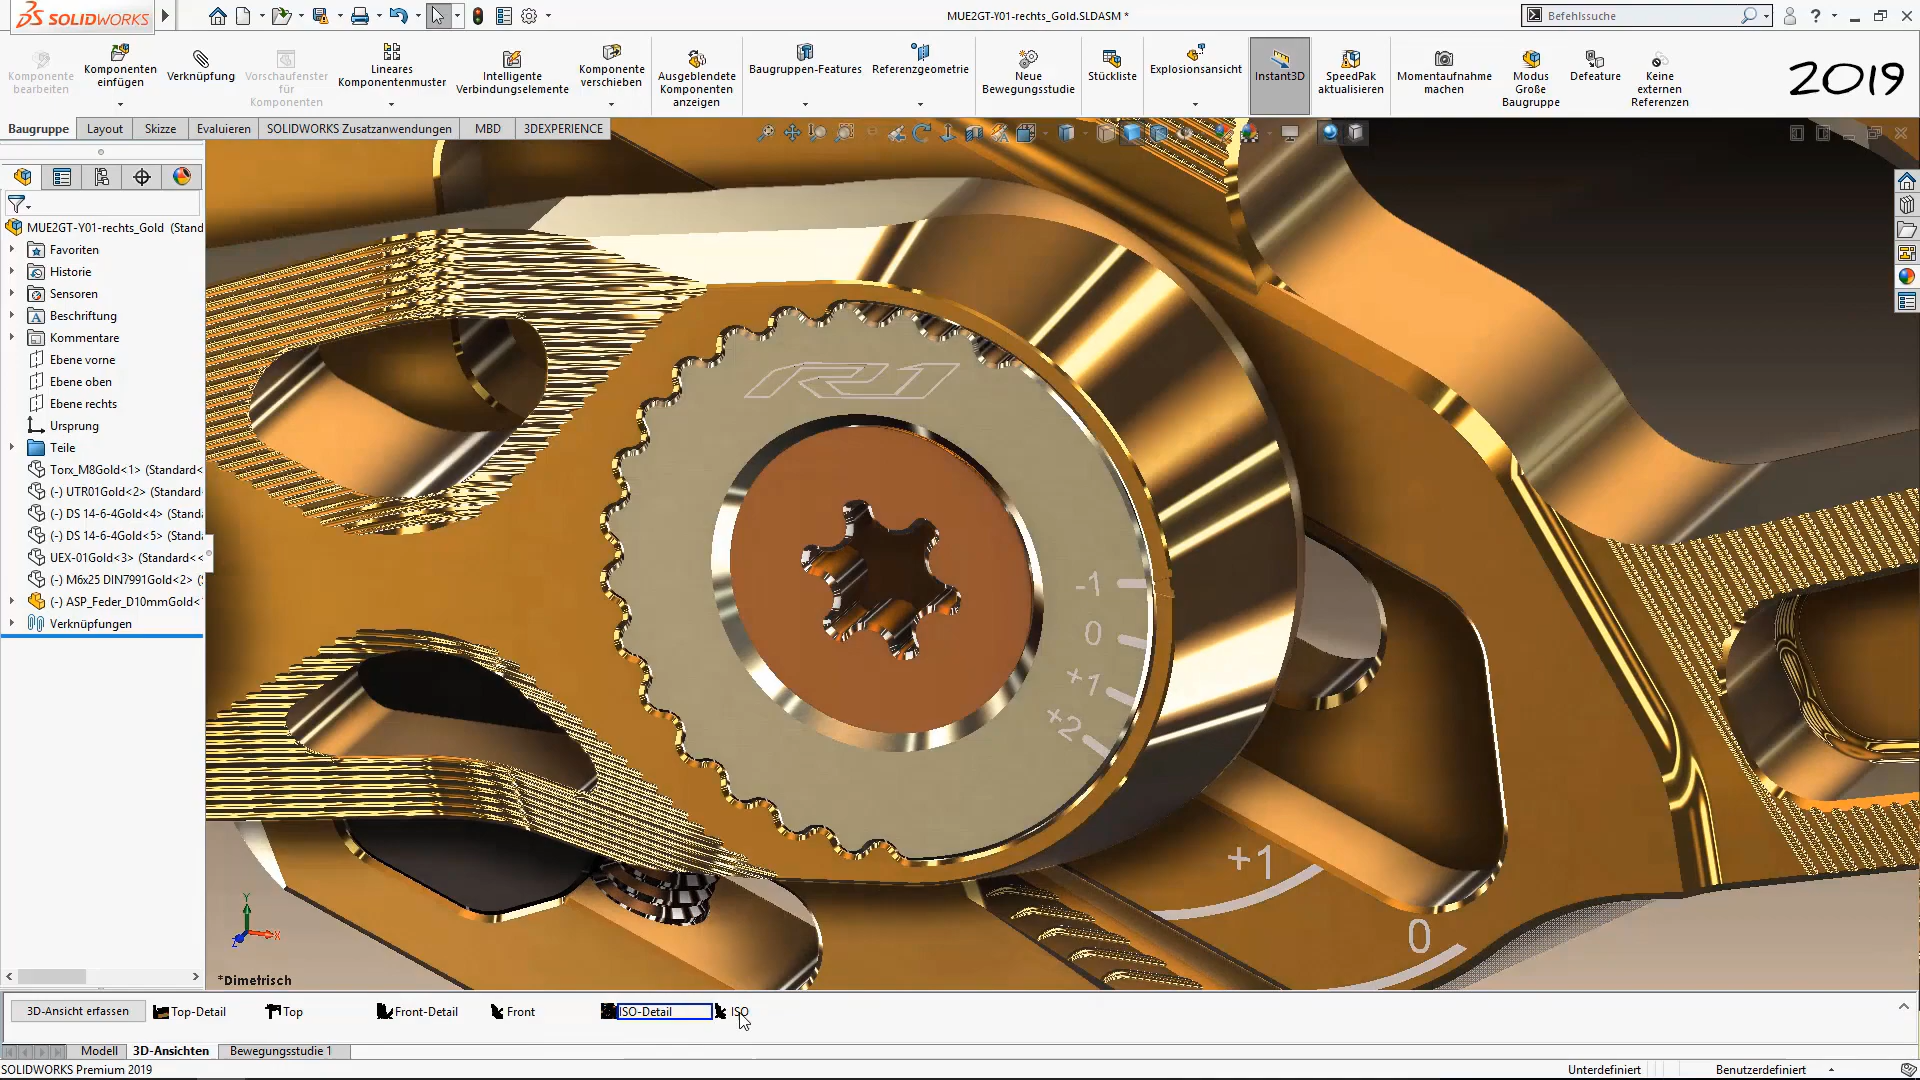 SOLIDWORKS
MUE2GT-Y01-rechts_Gold.SLDASM *
Befehlssuche
?
Komponente bearbeiten
Komponenten einfügen
Verknüpfung
Vorschaufenster für Komponenten
Lineares Komponentenmuster
Intelligente Verbindungselemente
Komponente verschieben
Ausgeblendete Komponenten anzeigen
Baugruppen-Features
Referenzgeometrie
Neue Bewegungsstudie
Stückliste
Explosionsansicht
Instant3D
SpeedPak aktualisieren
Momentaufnahme machen
Modus Große Baugruppe
Defeature
Keine externen Referenzen
2019
Baugruppe
Layout
Skizze
Evaluieren
SOLIDWORKS Zusatzanwendungen
MBD
3DEXPERIENCE
MUE2GT-Y01-rechts_Gold (Stand
Favoriten
Historie
Sensoren
Beschriftung
Kommentare
Ebene vorne
Ebene oben
Ebene rechts
Ursprung
Teile
Torx_M8Gold<1> (Standard<
(-) UTR01Gold<2> (Standard
(-) DS 14-6-4Gold<4> (Stand
(-) DS 14-6-4Gold<5> (Stand
UEX-01Gold<3> (Standard<<
(-) M6x25 DIN7991Gold<2> (S
(-) ASP_Feder_D10mmGold<
Verknüpfungen
R1
-1
0
+1
+2
+1
0
Y
X
Z
*Dimetrisch
3D-Ansicht erfassen
Top-Detail
Top
Front-Detail
Front
ISO-Detail
ISO
Modell
3D-Ansichten
Bewegungsstudie 1
SOLIDWORKS Premium 2019
Unterdefiniert
Benutzerdefiniert